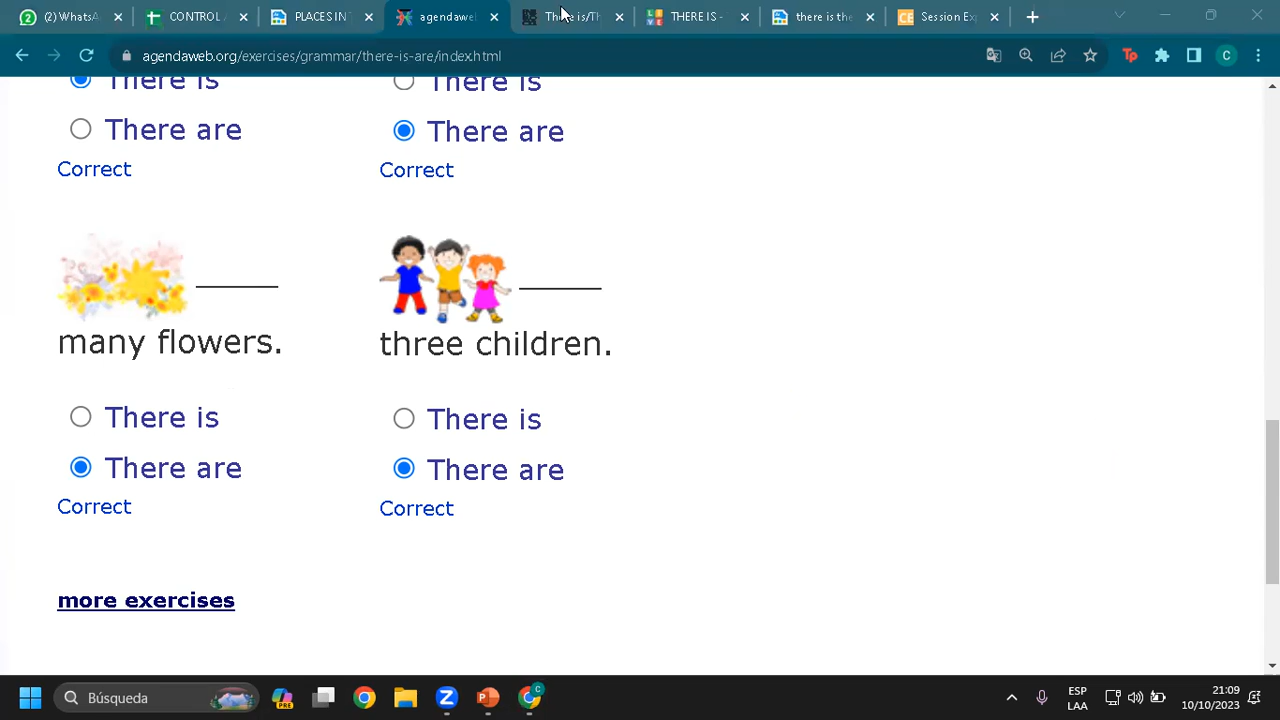 (2) WhatsA
CONTROL A
PLACES IN T
agendaweb
There is/Th
THERE IS -
there is the
Session Exp
agendaweb.org/exercises/grammar/there-is-are/index.html
C
There is There is
There are There are
Correct Correct
many flowers. three children.
There is There is
There are There are
Correct Correct
more exercises
Búsqueda
PRE
ESP
LAA
21:09
10/10/2023